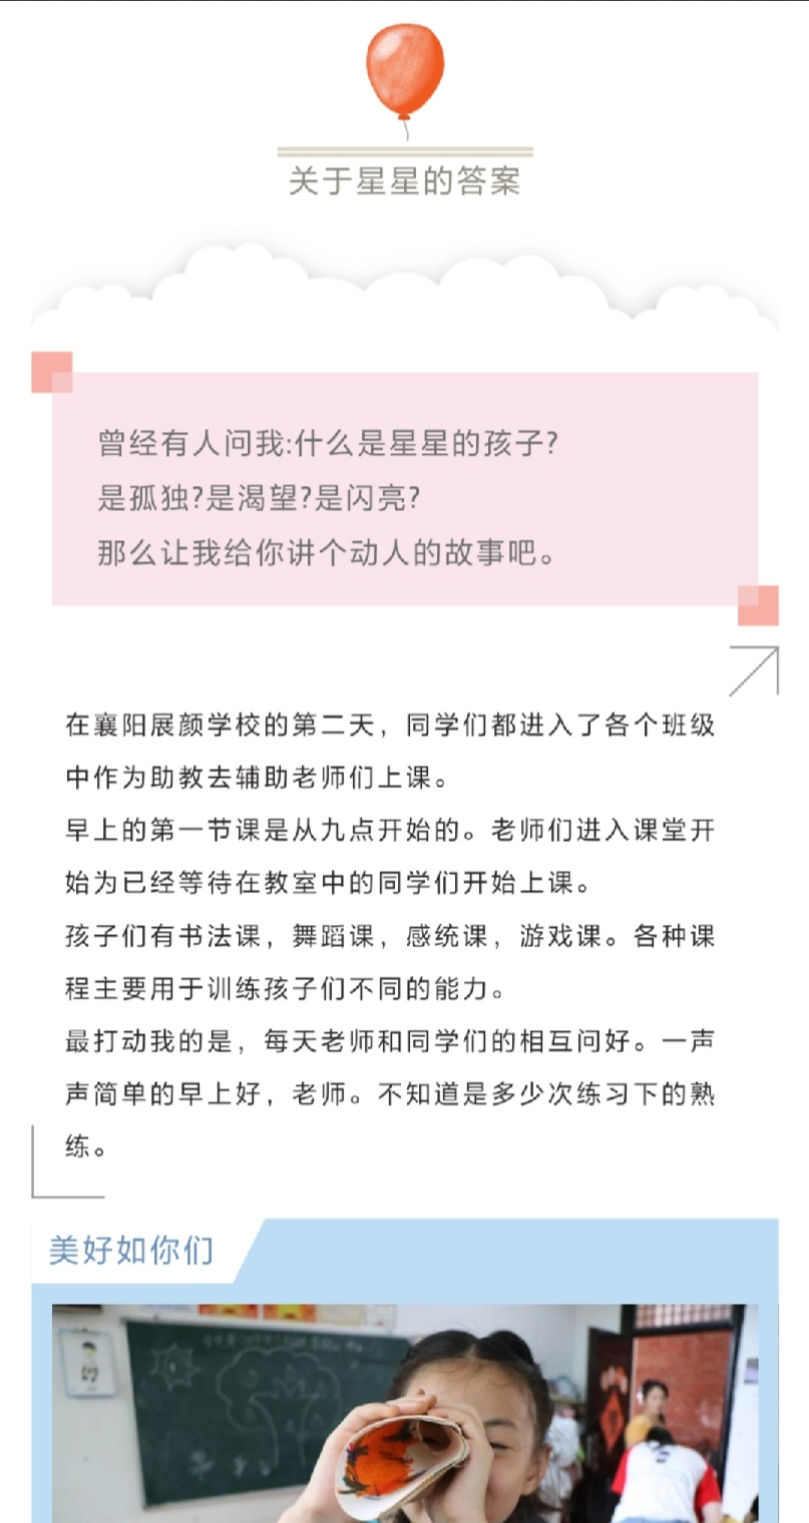 关于星星的答案
曾经有人问我:什么是星星的孩子?
是孤独?是渴望?是闪亮?
那么让我给你讲个动人的故事吧。
在襄阳展颜学校的第二天，同学们都进入了各个班级
中作为助教去辅助老师们上课。
早上的第一节课是从九点开始的。老师们进入课堂开
始为已经等待在教室中的同学们开始上课。
孩子们有书法课，舞蹈课，感统课，游戏课。各种课
程主要用于训练孩子们不同的能力。
最打动我的是，每天老师和同学们的相互问好。一声
声简单的早上好，老师。不知道是多少次练习下的熟
练。
美好如你们